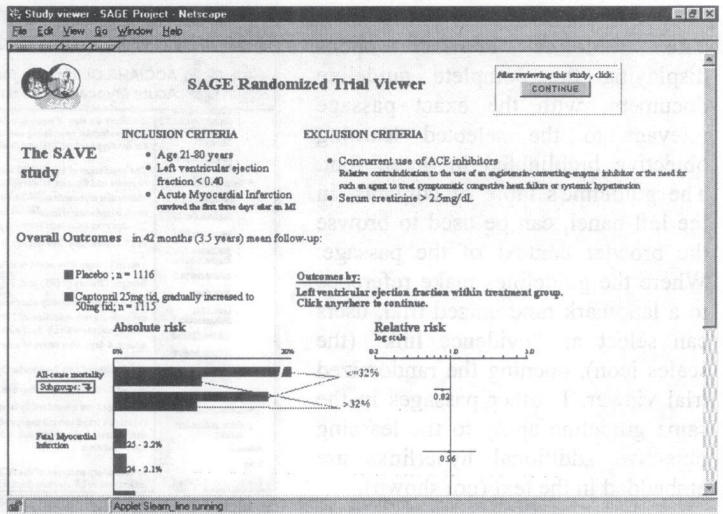 Study viewer - SAGE Project - Netscape
File Edit View Go Window Help
SAGE Randomized Trial Viewer
After reviewing this study, click:
CONTINUE
The SAVE
study
INCLUSION CRITERIA
Age 21-80 years
Left ventricular ejection
fraction < 0.40
Acute Myocardial Infarction
survived the first three days after an MI
EXCLUSION CRITERIA
Concurrent use of ACE inhibitors
Relative contraindication to the use of an angiotensin-converting-enzyme inhibitor or the need for
such an agent to treat symptomatic congestive heart failure or systemic hypertension
Serum creatinine > 2.5mg/dL
Overall Outcomes in 42 months (3.5 years) mean follow-up:
Placebo ; n = 1116
Captopril 25mg tid, gradually increased to
50mg tid; n = 1115
Outcomes by:
Left ventricular ejection fraction within treatment group.
Click anywhere to continue.
Absolute risk
Relative risk
log scale
0% 20%
1.0
All-cause mortality
Subgroups:
<=32%
>32%
0.82
Fatal Myocardial
Infarction
25 - 2.2%
24 - 2.1%
0.96
Applet Slearn_line running